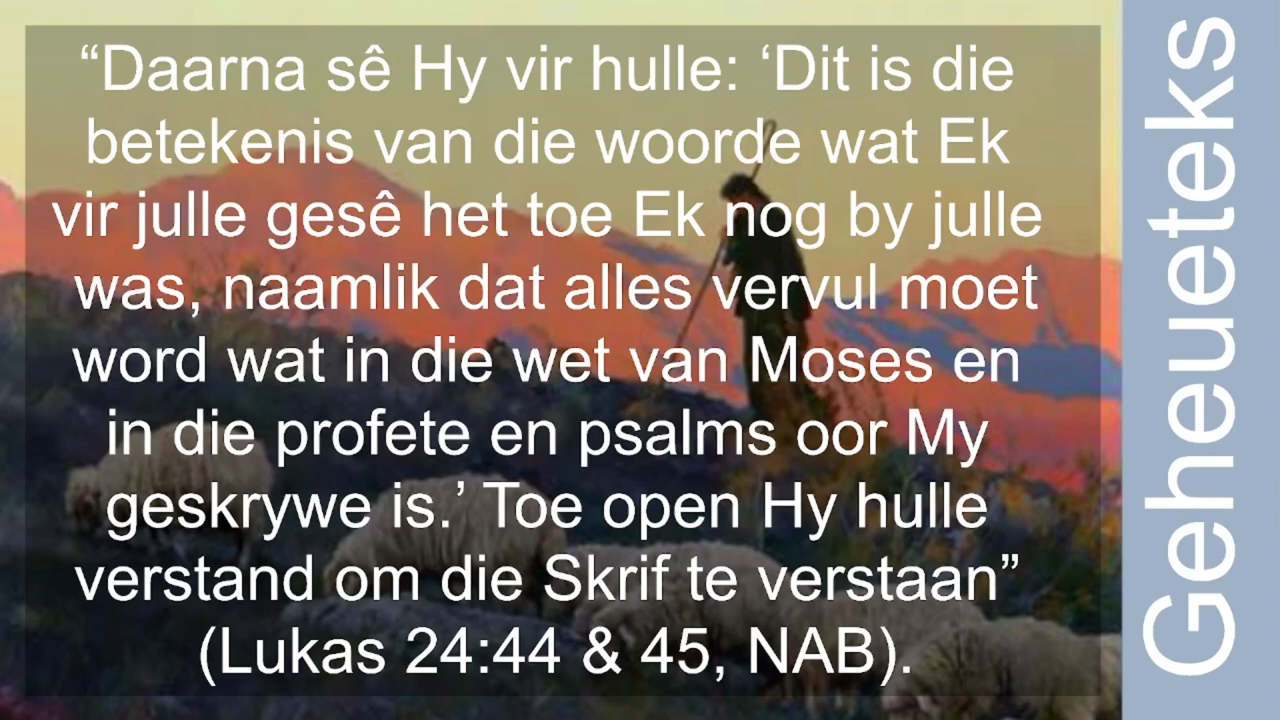 “Daarna sê Hy vir hulle: ‘Dit is die
betekenis van die woorde wat Ek
vir julle gesê het toe Ek nog by julle
was, naamlik dat alles vervul moet
word wat in die wet van Moses en
in die profete en psalms oor My
geskrywe is.’ Toe open Hy hulle
verstand om die Skrif te verstaan”
(Lukas 24:44 & 45, NAB).
Geheueteks